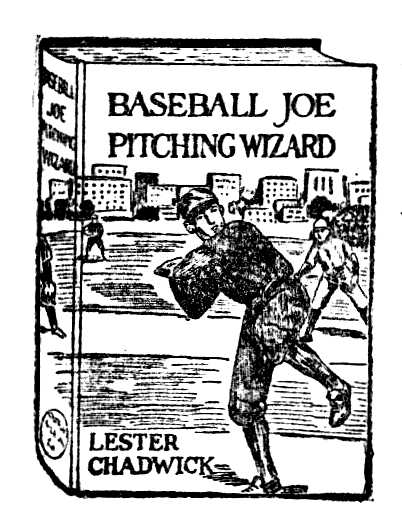 BASEBALL
JOE
PITCHING
WIZARD
BASEBALL JOE
PITCHING WIZARD
LESTER
CHADWICK